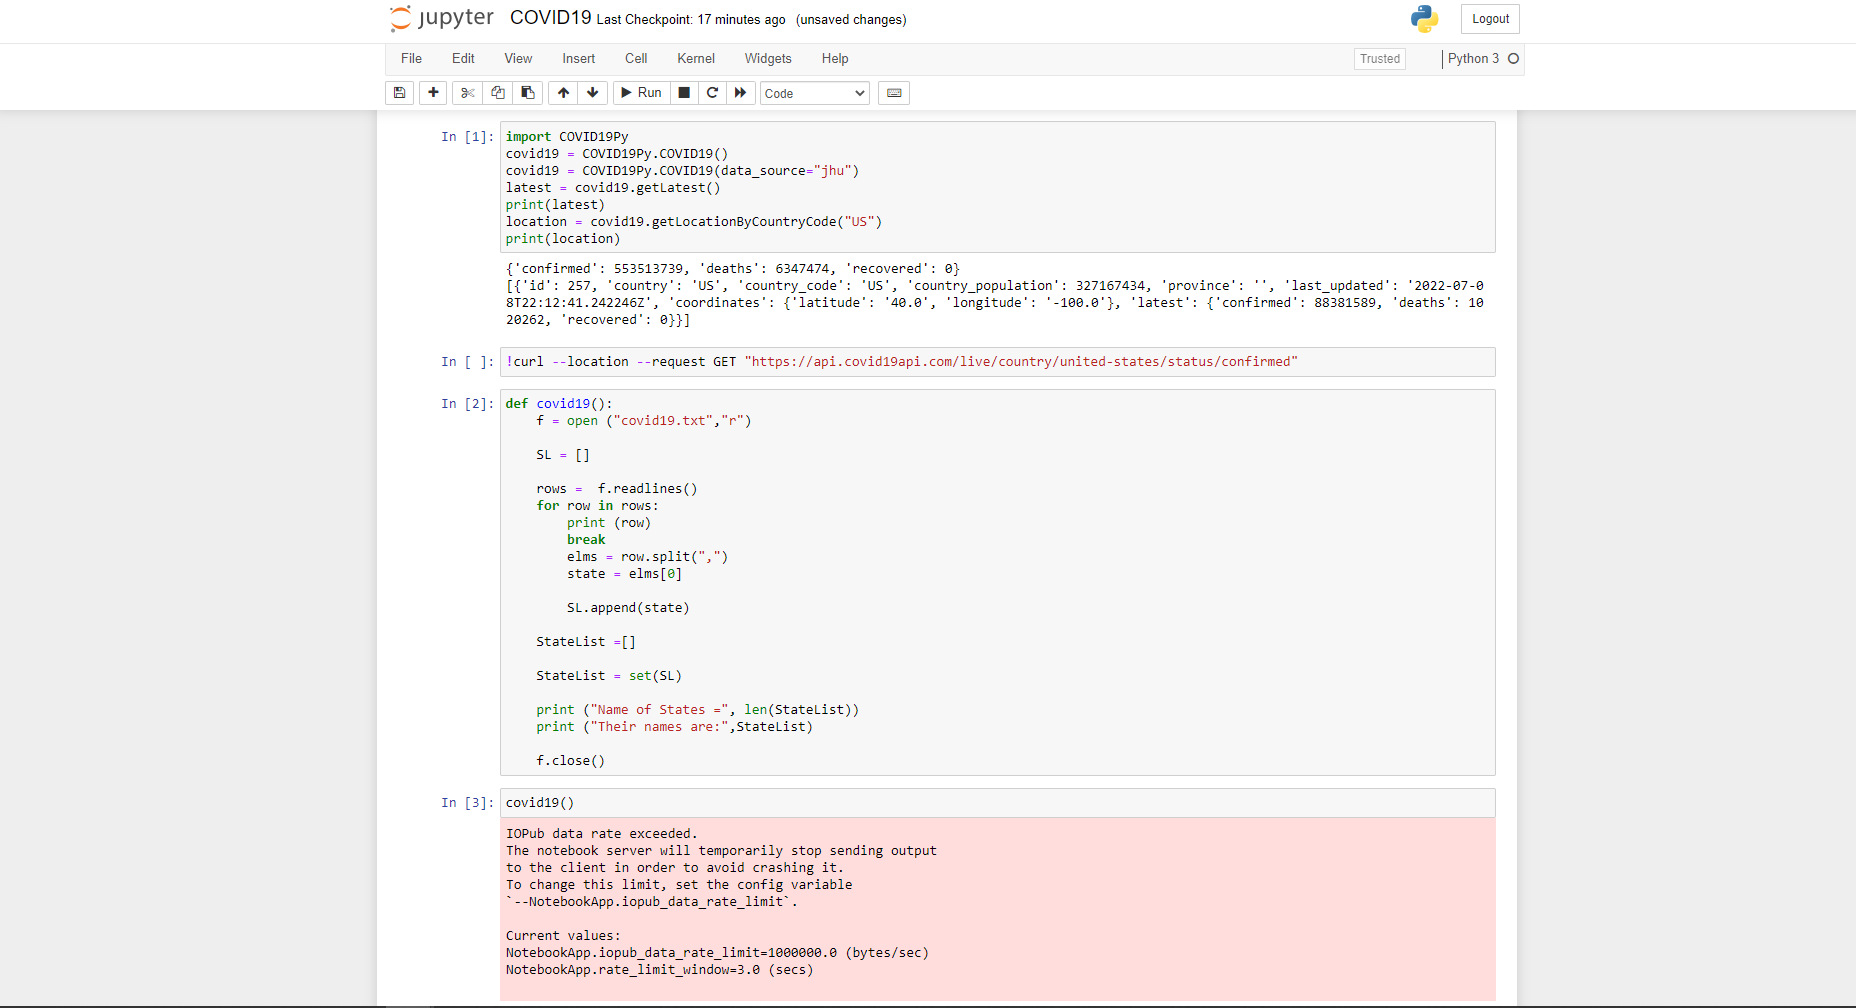 jupyter COVID19 Last Checkpoint: 17 minutes ago (unsaved changes) Logout
File Edit View Insert Cell Kernel Widgets Help Trusted Python 3
Run Code
In [1]: import COVID19Py
covid19 = COVID19Py.COVID19()
covid19 = COVID19Py.COVID19(data_source="jhu")
latest = covid19.getLatest()
print(latest)
location = covid19.getLocationByCountryCode("US")
print(location)
{'confirmed': 553513739, 'deaths': 6347474, 'recovered': 0}
[{'id': 257, 'country': 'US', 'country_code': 'US', 'country_population': 327167434, 'province': '', 'last_updated': '2022-07-0
8T22:12:41.242246Z', 'coordinates': {'latitude': '40.0', 'longitude': '-100.0'}, 'latest': {'confirmed': 88381589, 'deaths': 10
20262, 'recovered': 0}}]
In [ ]: !curl --location --request GET "https://api.covid19api.com/live/country/united-states/status/confirmed"
In [2]: def covid19():
f = open ("covid19.txt","r")
SL = []
rows =  f.readlines()
for row in rows:
print (row)
break
elms = row.split(",")
state = elms[0]
SL.append(state)
StateList =[]
StateList = set(SL)
print ("Name of States =", len(StateList))
print ("Their names are:",StateList)
f.close()
In [3]: covid19()
IOPub data rate exceeded.
The notebook server will temporarily stop sending output
to the client in order to avoid crashing it.
To change this limit, set the config variable
`--NotebookApp.iopub_data_rate_limit`.
Current values:
NotebookApp.iopub_data_rate_limit=1000000.0 (bytes/sec)
NotebookApp.rate_limit_window=3.0 (secs)